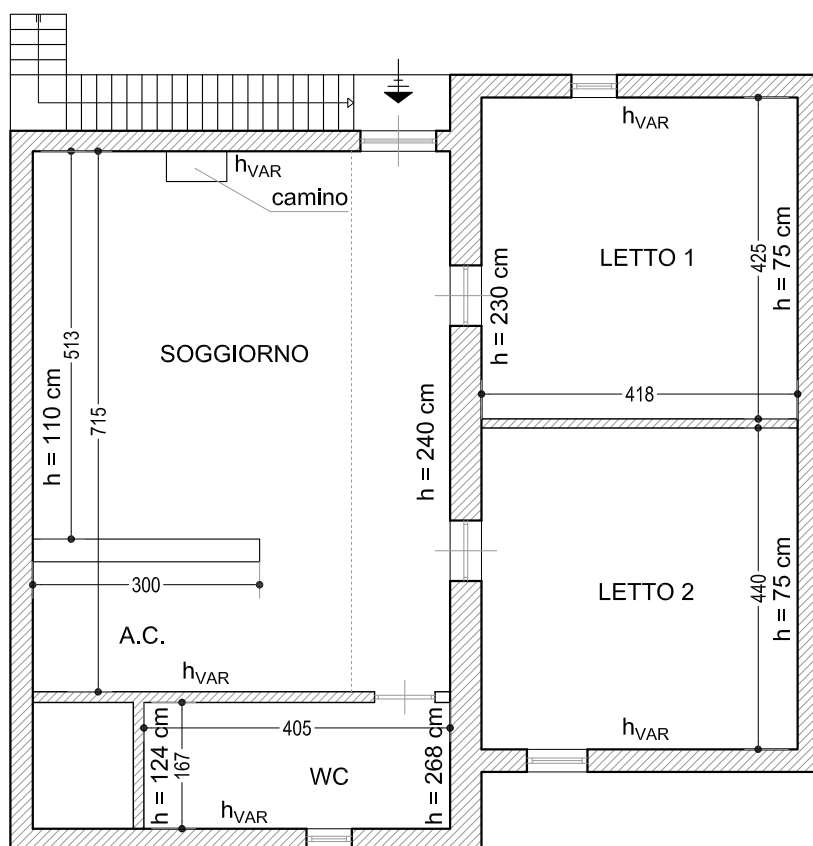 hVAR
hVAR
camino
LETTO 1
h = 230 cm
425
h = 75 cm
513
715
h = 110 cm
SOGGIORNO
418
h = 240 cm
300
LETTO 2
440
h = 75 cm
A.C.
hVAR
405
h = 124 cm
167
WC
h = 268 cm
hVAR
hVAR